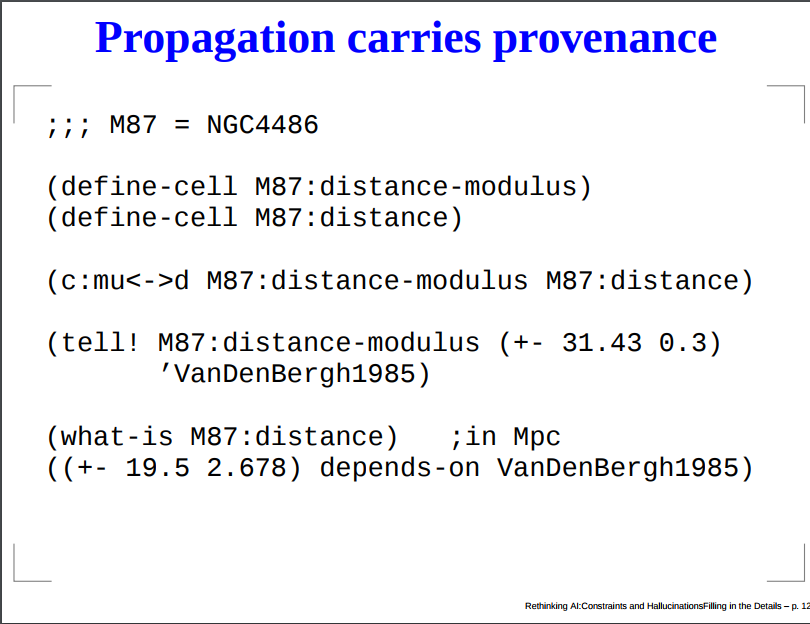 Propagation carries provenance
;;; M87 = NGC4486
(define-cell M87:distance-modulus)
(define-cell M87:distance)
(c:mu<->d M87:distance-modulus M87:distance)
(tell! M87:distance-modulus (+- 31.43 0.3)
’VanDenBergh1985)
(what-is M87:distance) ;in Mpc
((+- 19.5 2.678) depends-on VanDenBergh1985)
Rethinking AI:Constraints and HallucinationsFilling in the Details – p. 12